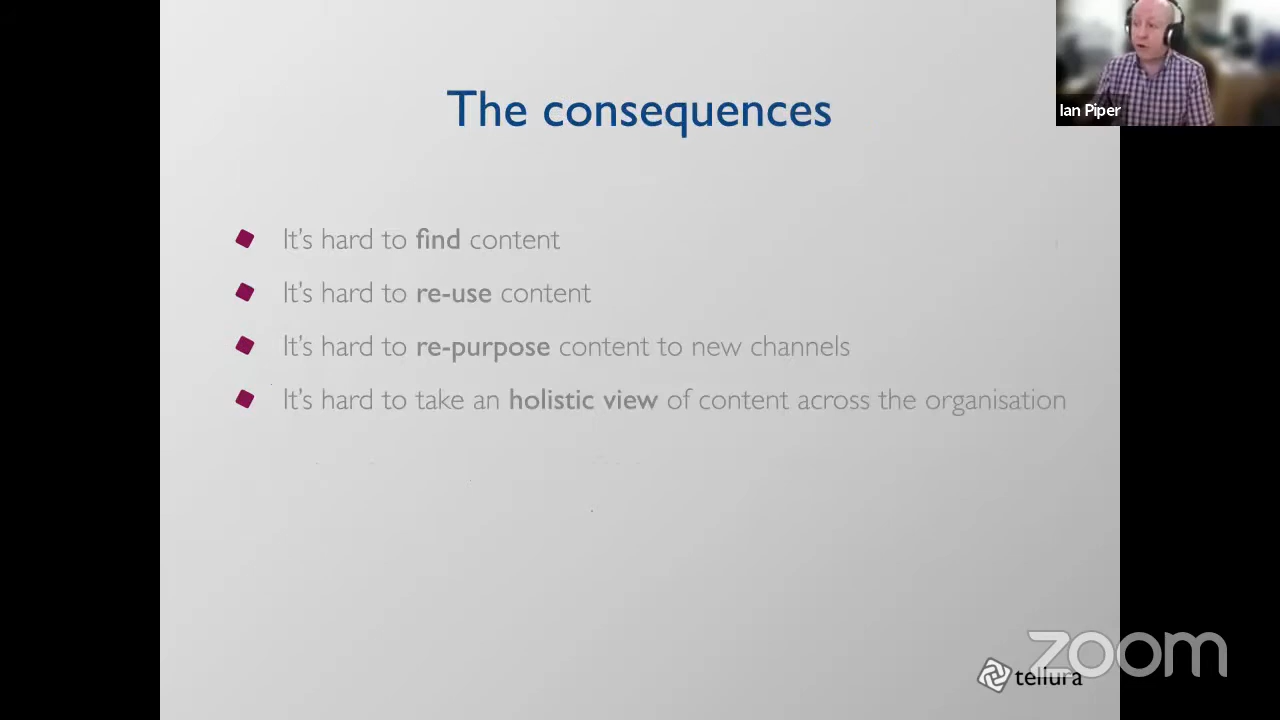 The consequences
Ian Piper
It's hard to find content
It's hard to re-use content
It's hard to re-purpose content to new channels
It's hard to take an holistic view of content across the organisation
zoom
tellura